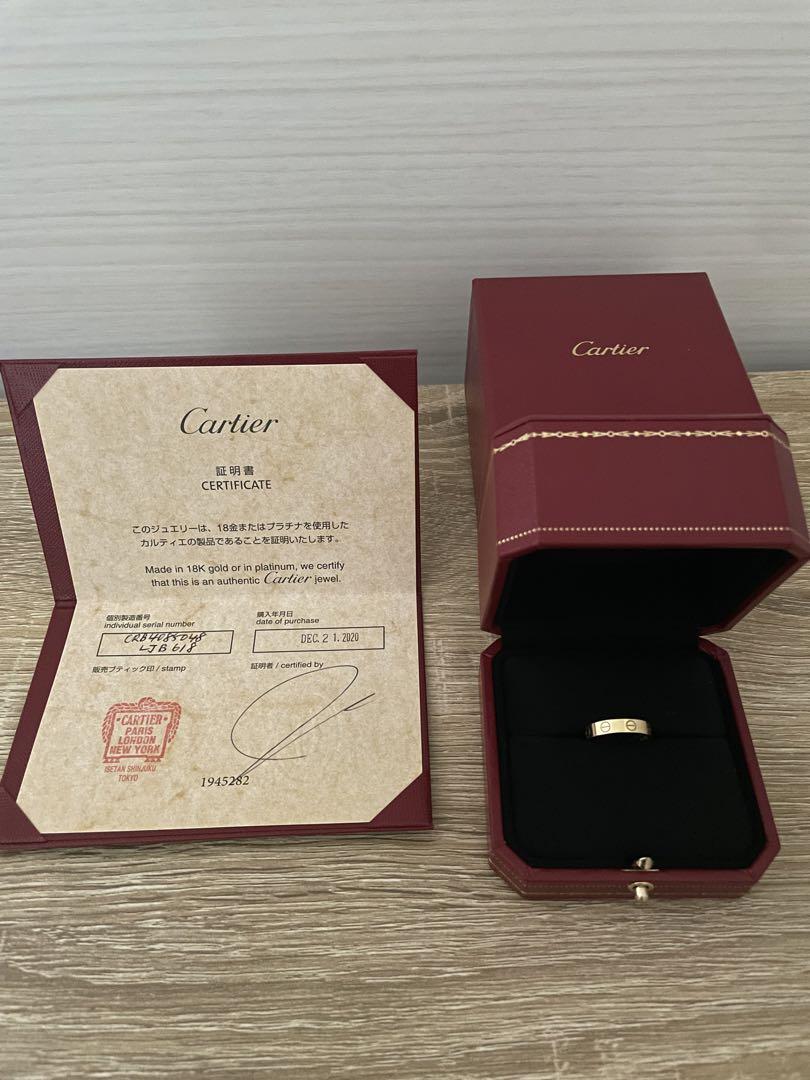 Cartier
証明書
CERTIFICATE
このジュエリーは、18金またはプラチナを使用した
カルティエの製品であることを証明いたします。
Made in 18K gold or in platinum, we certify
that this is an authentic Cartier jewel.
個別製造番号
individual serial number
CRB4085048
LJB618
購入年月日
date of purchase
DEC. 21. 2020
販売ブティック印 / stamp
証明者 / certified by
CARTIER
PARIS
LONDON
NEW YORK
ISETAN SHINJUKU
TOKYO
1945282
Cartier